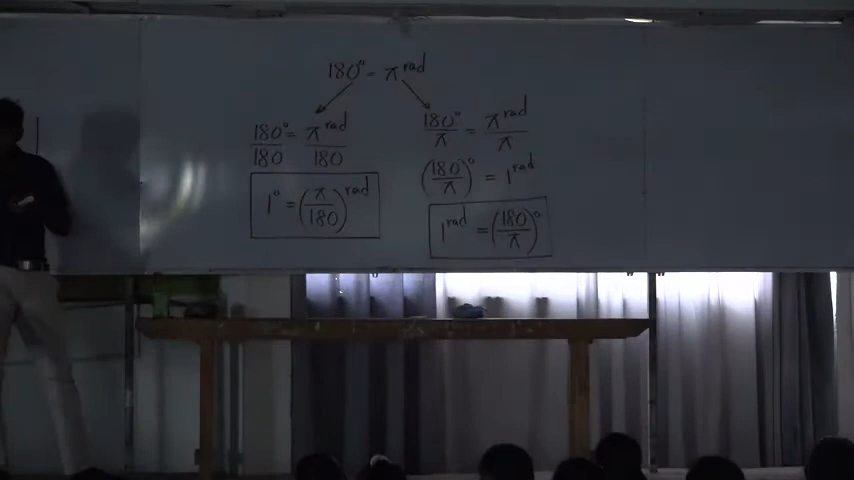 180° = π^rad
180°/180 = π^rad/180
1° = (π/180)^rad
180°/π = π^rad/π
(180/π)° = 1^rad
1^rad = (180/π)°